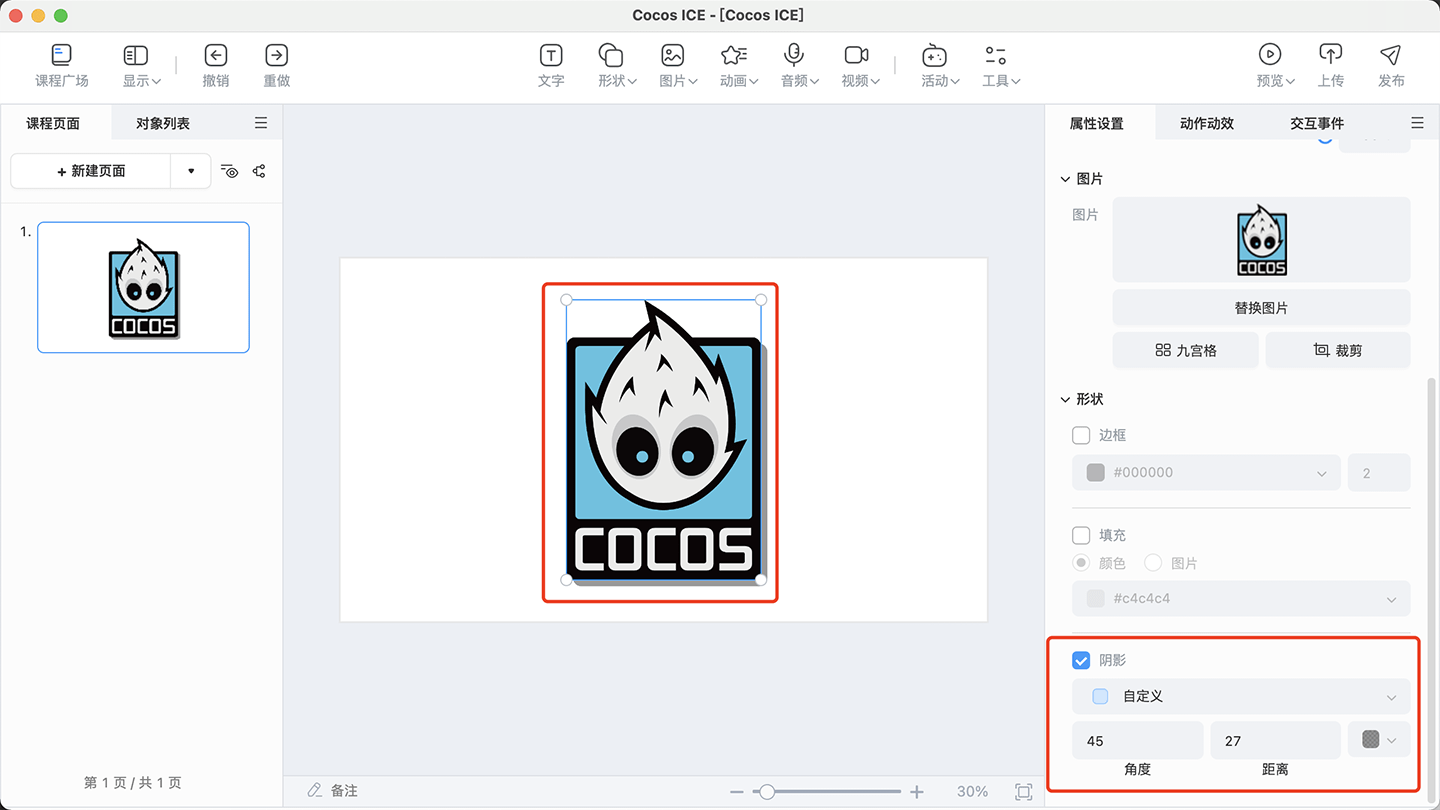 Cocos ICE - [Cocos ICE]
课程广场 显示 撤销 重做 文字 形状 图片 动画 音频 视频 活动 工具 预览 上传 发布
课程页面 对象列表
+ 新建页面
1.
COCOS
第 1 页 / 共 1 页
COCOS
备注
30%
属性设置 动作动效 交互事件
图片
图片
COCOS
替换图片
九宫格 裁剪
形状
边框
#000000 2
填充
颜色 图片
#c4c4c4
阴影
自定义
45 27
角度 距离